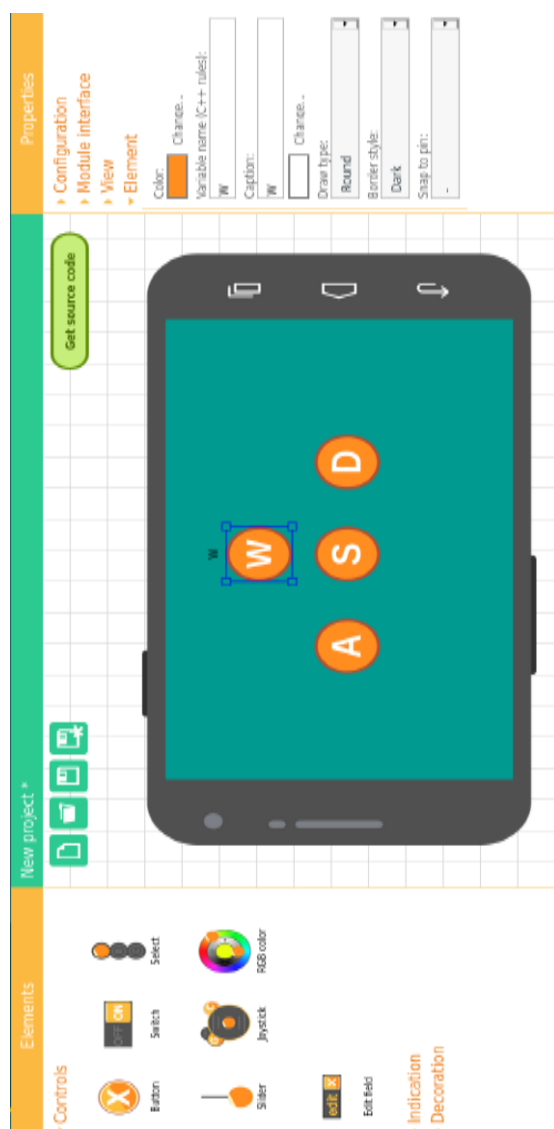 Elements
New project *
Properties
Controls
Button
Switch
OFF ON
Select
Slider
Joystick
RGB color
edit
Edit field
Indication
Decoration
Get source code
W
W
A
S
D
Configuration
Module interface
View
Element
Color:
Change...
Variable name (C++ rules):
W
Caption:
W
Change...
Draw type:
Round
Border style:
Dark
Snap to pin:
-